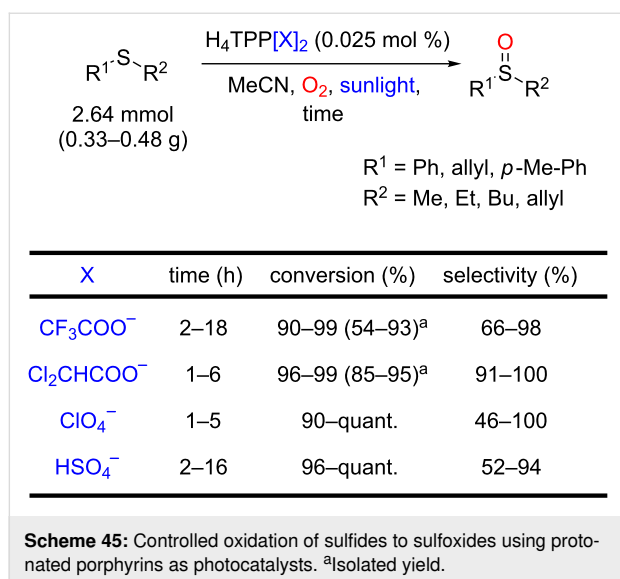 R¹ S R² H₄TPP[X]₂ (0.025 mol %) O
MeCN, O₂, sunlight, R¹ S R²
2.64 mmol time
(0.33–0.48 g)
R¹ = Ph, allyl, p-Me-Ph
R² = Me, Et, Bu, allyl
X time (h) conversion (%) selectivity (%)
CF₃COO⁻ 2–18 90–99 (54–93)ᵃ 66–98
Cl₂CHCOO⁻ 1–6 96–99 (85–95)ᵃ 91–100
ClO₄⁻ 1–5 90–quant. 46–100
HSO₄⁻ 2–16 96–quant. 52–94
Scheme 45: Controlled oxidation of sulfides to sulfoxides using proto-
nated porphyrins as photocatalysts. ᵃIsolated yield.